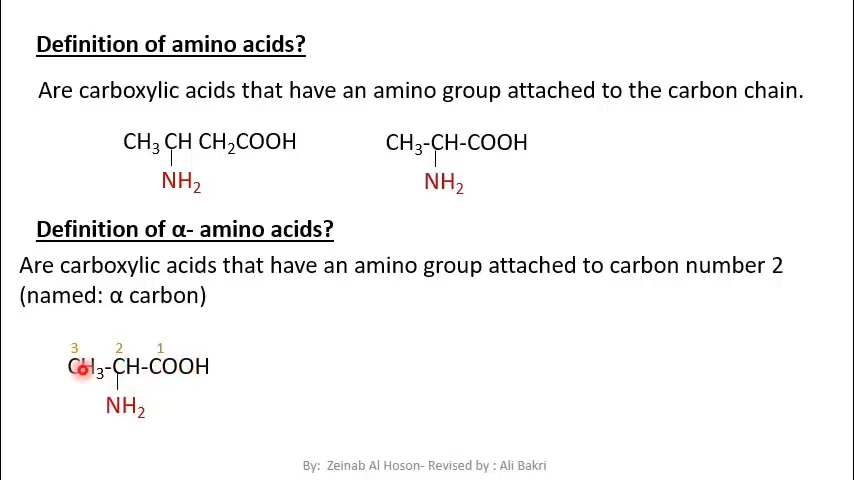 Definition of amino acids?
Are carboxylic acids that have an amino group attached to the carbon chain.
CH₃ CH CH₂COOH CH₃-CH-COOH
NH₂ NH₂
Definition of α- amino acids?
Are carboxylic acids that have an amino group attached to carbon number 2
(named: α carbon)
3 2 1
CH₃-CH-COOH
NH₂
By: Zeinab Al Hoson- Revised by : Ali Bakri